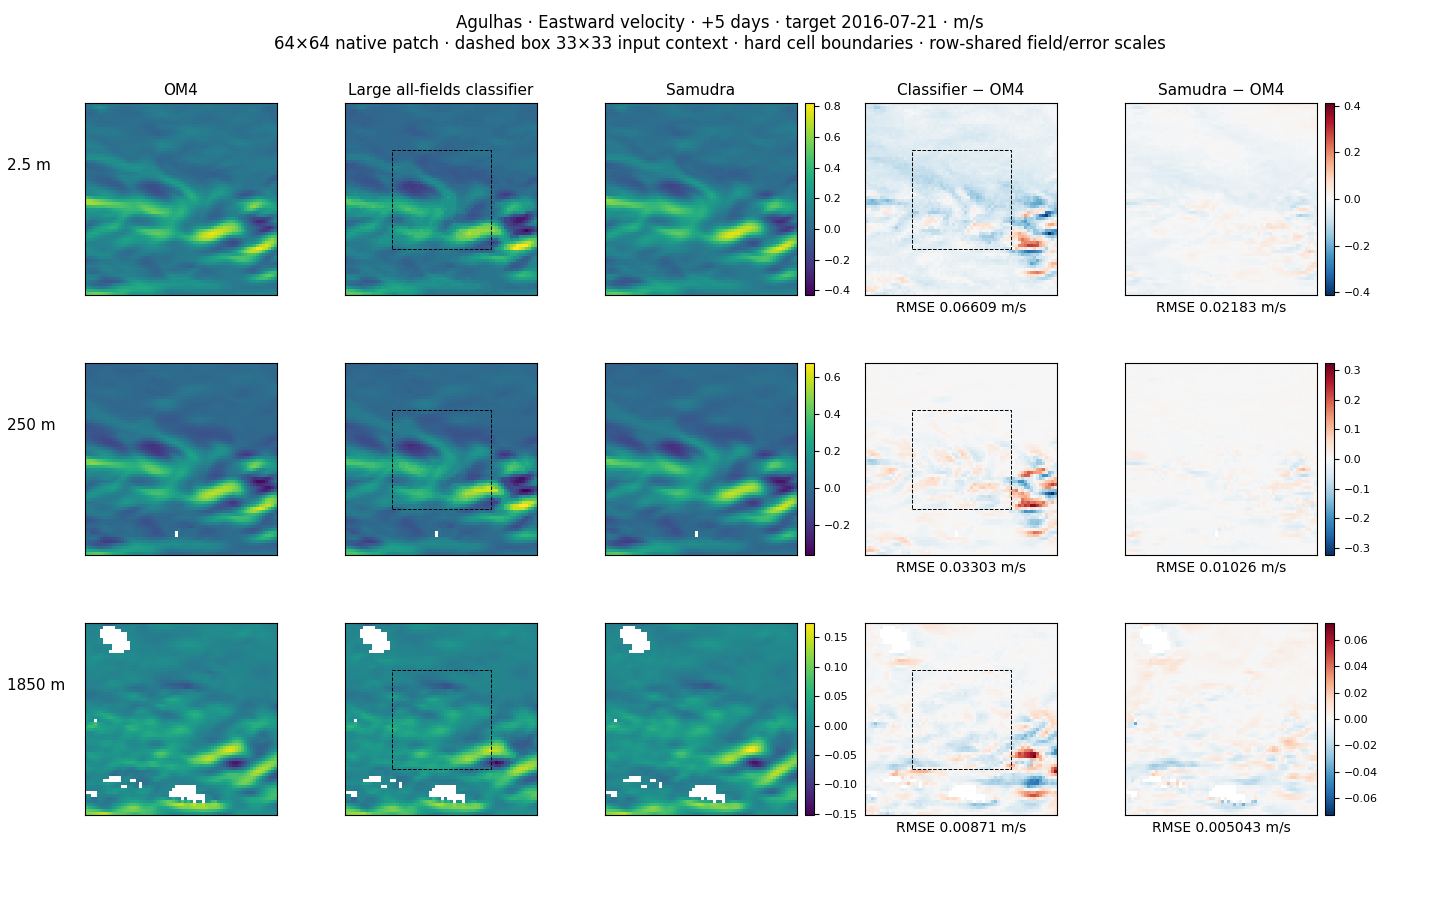 Agulhas · Eastward velocity · +5 days · target 2016-07-21 · m/s
64×64 native patch · dashed box 33×33 input context · hard cell boundaries · row-shared field/error scales
OM4
Large all-fields classifier
Samudra
Classifier − OM4
Samudra − OM4
2.5 m
0.8
0.6
0.4
0.2
0.0
−0.2
−0.4
0.4
0.2
0.0
−0.2
−0.4
RMSE 0.06609 m/s
RMSE 0.02183 m/s
250 m
0.6
0.4
0.2
0.0
−0.2
0.3
0.2
0.1
0.0
−0.1
−0.2
−0.3
RMSE 0.03303 m/s
RMSE 0.01026 m/s
1850 m
0.15
0.10
0.05
0.00
−0.05
−0.10
−0.15
0.06
0.04
0.02
0.00
−0.02
−0.04
−0.06
RMSE 0.00871 m/s
RMSE 0.005043 m/s